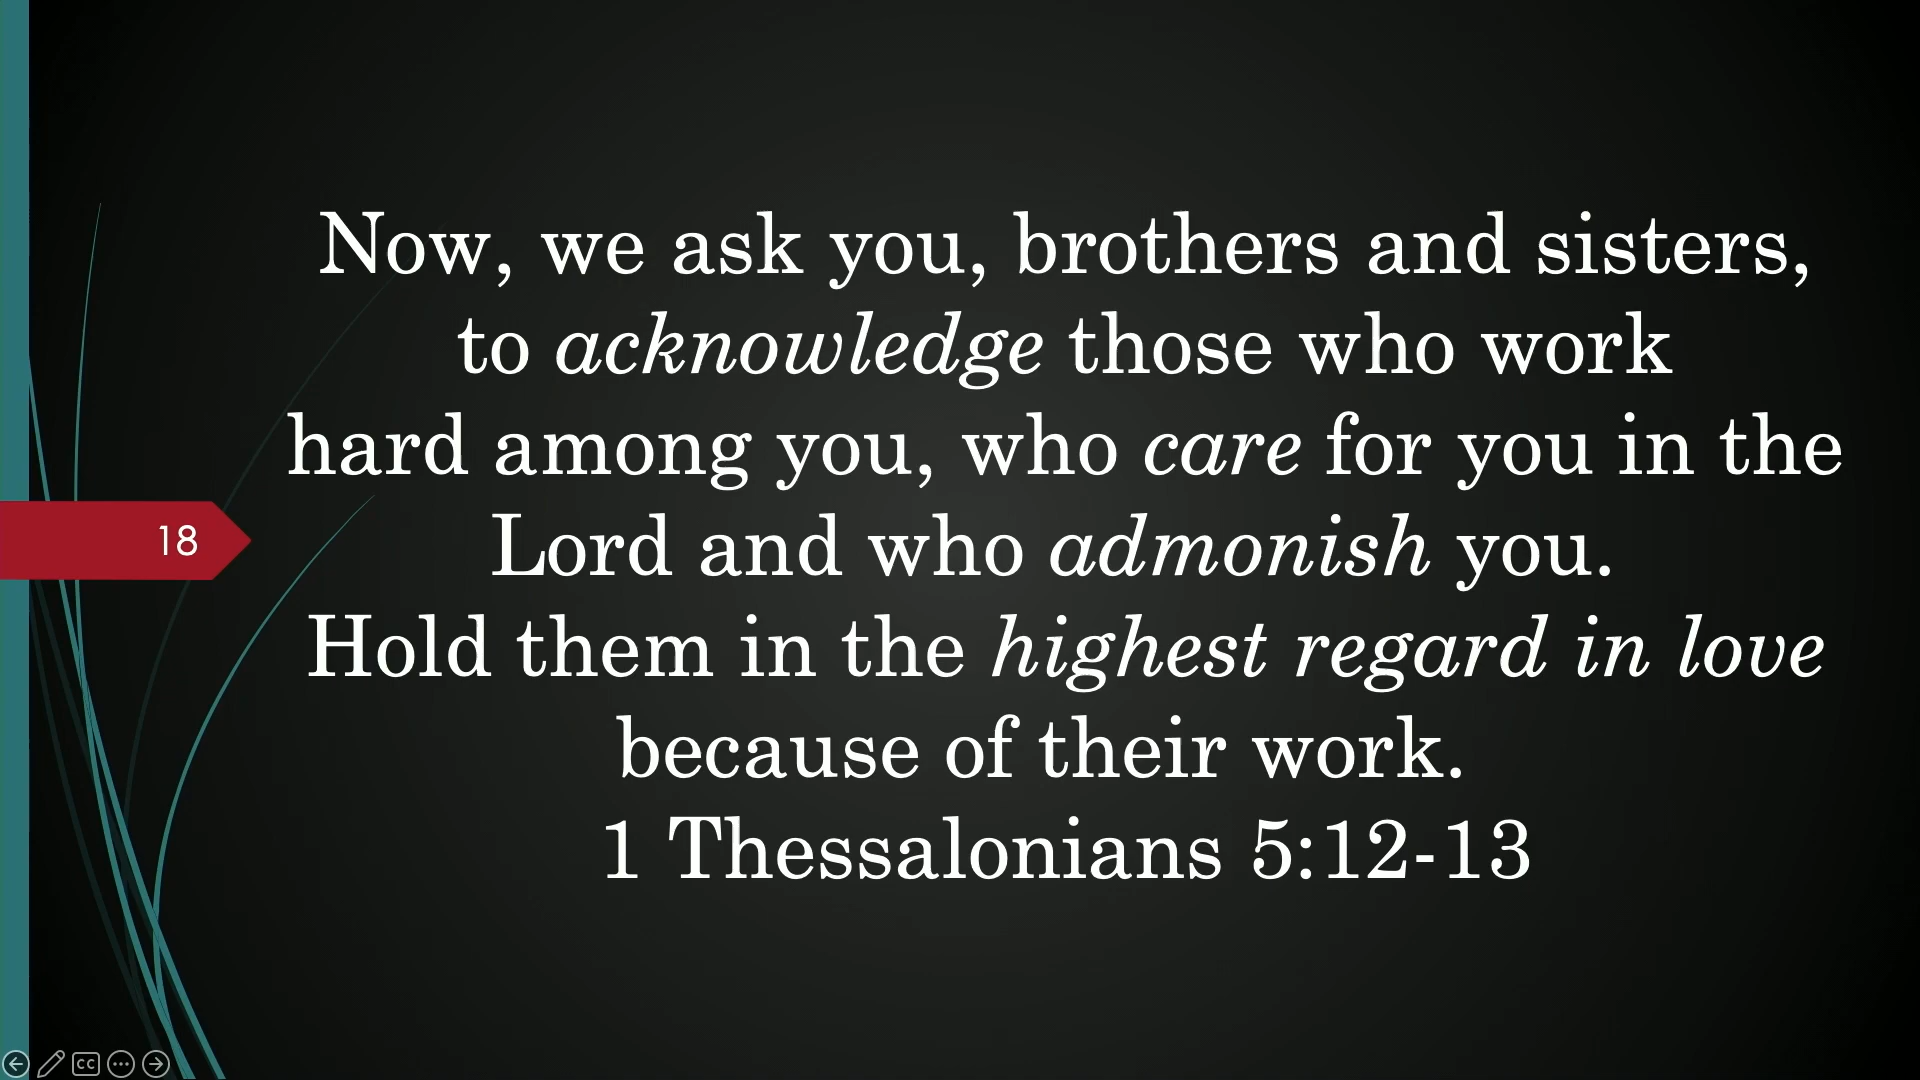 Now, we ask you, brothers and sisters,
to acknowledge those who work
hard among you, who care for you in the
18
Lord and who admonish you.
Hold them in the highest regard in love
because of their work.
1 Thessalonians 5:12-13
CC